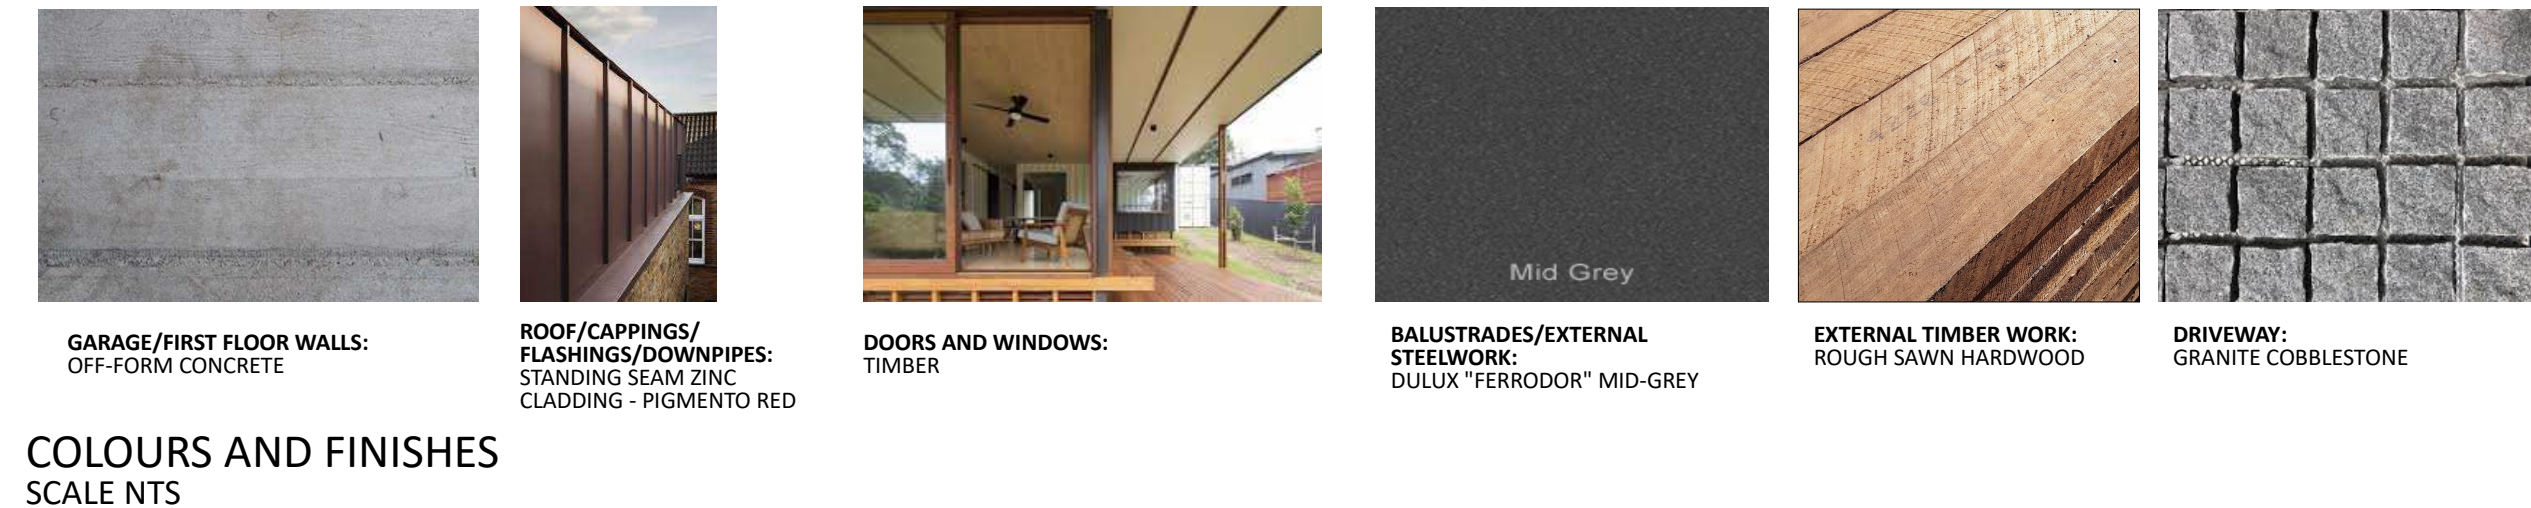 Mid Grey
GARAGE/FIRST FLOOR WALLS:
OFF-FORM CONCRETE
ROOF/CAPPINGS/
FLASHINGS/DOWNPIPES:
STANDING SEAM ZINC
CLADDING - PIGMENTO RED
DOORS AND WINDOWS:
TIMBER
BALUSTRADES/EXTERNAL
STEELWORK:
DULUX "FERRODOR" MID-GREY
EXTERNAL TIMBER WORK:
ROUGH SAWN HARDWOOD
DRIVEWAY:
GRANITE COBBLESTONE
COLOURS AND FINISHES
SCALE NTS